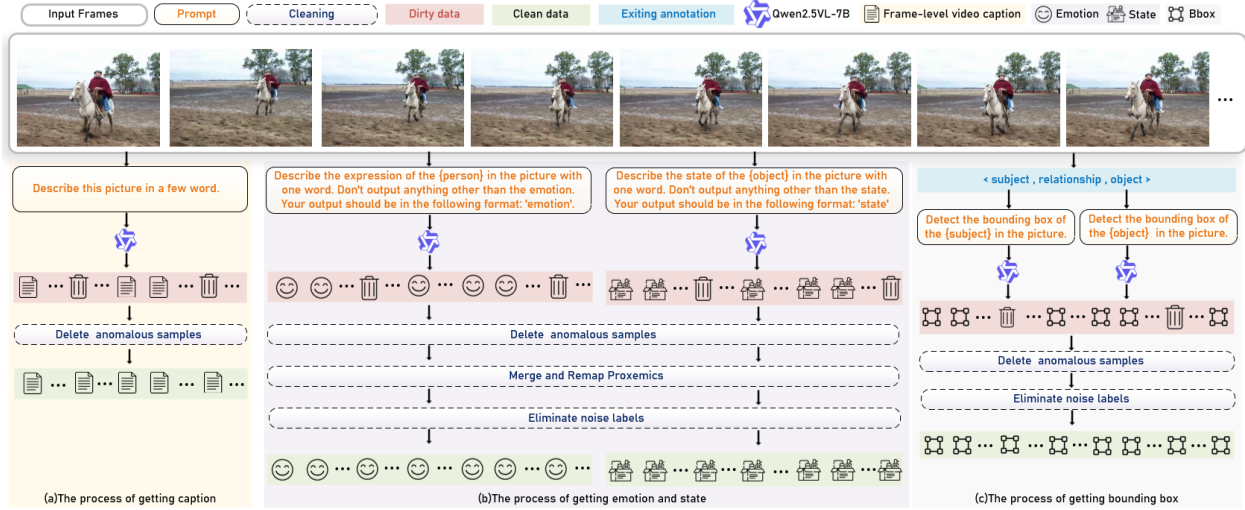 Input Frames
Prompt
Cleaning
Dirty data
Clean data
Exiting annotation
Qwen2.5VL-7B
Frame-level video caption
Emotion
State
Bbox
...
Describe this picture in a few word.
Delete anomalous samples
(a)The process of getting caption
Describe the expression of the {person} in the picture with
one word. Don't output anything other than the emotion.
Your output should be in the following format: 'emotion'.
Describe the state of the {object} in the picture with
one word. Don't output anything other than the state.
Your output should be in the following format: 'state'
Delete anomalous samples
Merge and Remap Proxemics
Eliminate noise labels
(b)The process of getting emotion and state
< subject , relationship , object >
Detect the bounding box of
the {subject} in the picture.
Detect the bounding box of
the {object} in the picture.
Delete anomalous samples
Eliminate noise labels
(c)The process of getting bounding box